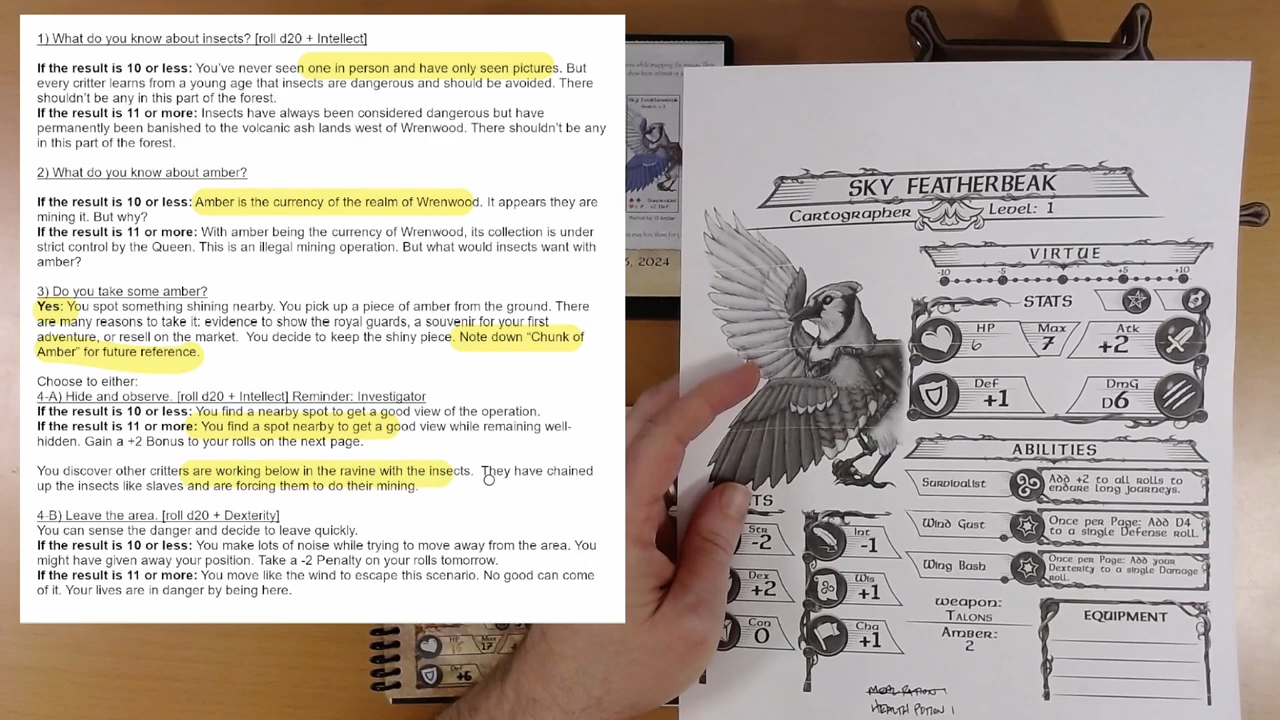 1) What do you know about insects? [roll d20 + Intellect]
If the result is 10 or less: You've never seen one in person and have only seen pictures. But
every critter learns from a young age that insects are dangerous and should be avoided. There
shouldn't be any in this part of the forest.
If the result is 11 or more: Insects have always been considered dangerous but have
permanently been banished to the volcanic ash lands west of Wrenwood. There shouldn't be any
in this part of the forest.
2) What do you know about amber?
If the result is 10 or less: Amber is the currency of the realm of Wrenwood. It appears they are
mining it. But why?
If the result is 11 or more: With amber being the currency of Wrenwood, its collection is under
strict control by the Queen. This is an illegal mining operation. But what would insects want with
amber?
3) Do you take some amber?
Yes: You spot something shining nearby. You pick up a piece of amber from the ground. There
are many reasons to take it: evidence to show the royal guards, a souvenir for your first
adventure, or resell on the market. You decide to keep the shiny piece. Note down "Chunk of
Amber" for future reference.
Choose to either:
4-A) Hide and observe. [roll d20 + Intellect] Reminder: Investigator
If the result is 10 or less: You find a nearby spot to get a good view of the operation.
If the result is 11 or more: You find a spot nearby to get a good view while remaining well-
hidden. Gain a +2 Bonus to your rolls on the next page.
You discover other critters are working below in the ravine with the insects. They have chained
up the insects like slaves and are forcing them to do their mining.
4-B) Leave the area. [roll d20 + Dexterity]
You can sense the danger and decide to leave quickly.
If the result is 10 or less: You make lots of noise while trying to move away from the area. You
might have given away your position. Take a -2 Penalty on your rolls tomorrow.
If the result is 11 or more: You move like the wind to escape this scenario. No good can come
of it. Your lives are in danger by being here.
Sky Featherbeak
, 2024
SKY FEATHERBEAK
Cartographer Level: 1
VIRTUE
-10 -5 +5 +10
STATS
HP 6 Max 7 Atk +2
Def +1 DMG D6
ABILITIES
Survivalist Add +2 to all rolls to
endure long journeys.
Wind Gust Once per Page: Add D4
to a single Defense roll.
Wing Bash Once per Page: Add your
Dexterity to a single Damage
roll.
Str -2 Int -1
Dex +2 Wis +1
Con 0 Cha +1
Weapon:
Talons
Amber:
2
EQUIPMENT
HEALTH POTION 1
HP Max 17
Def +6